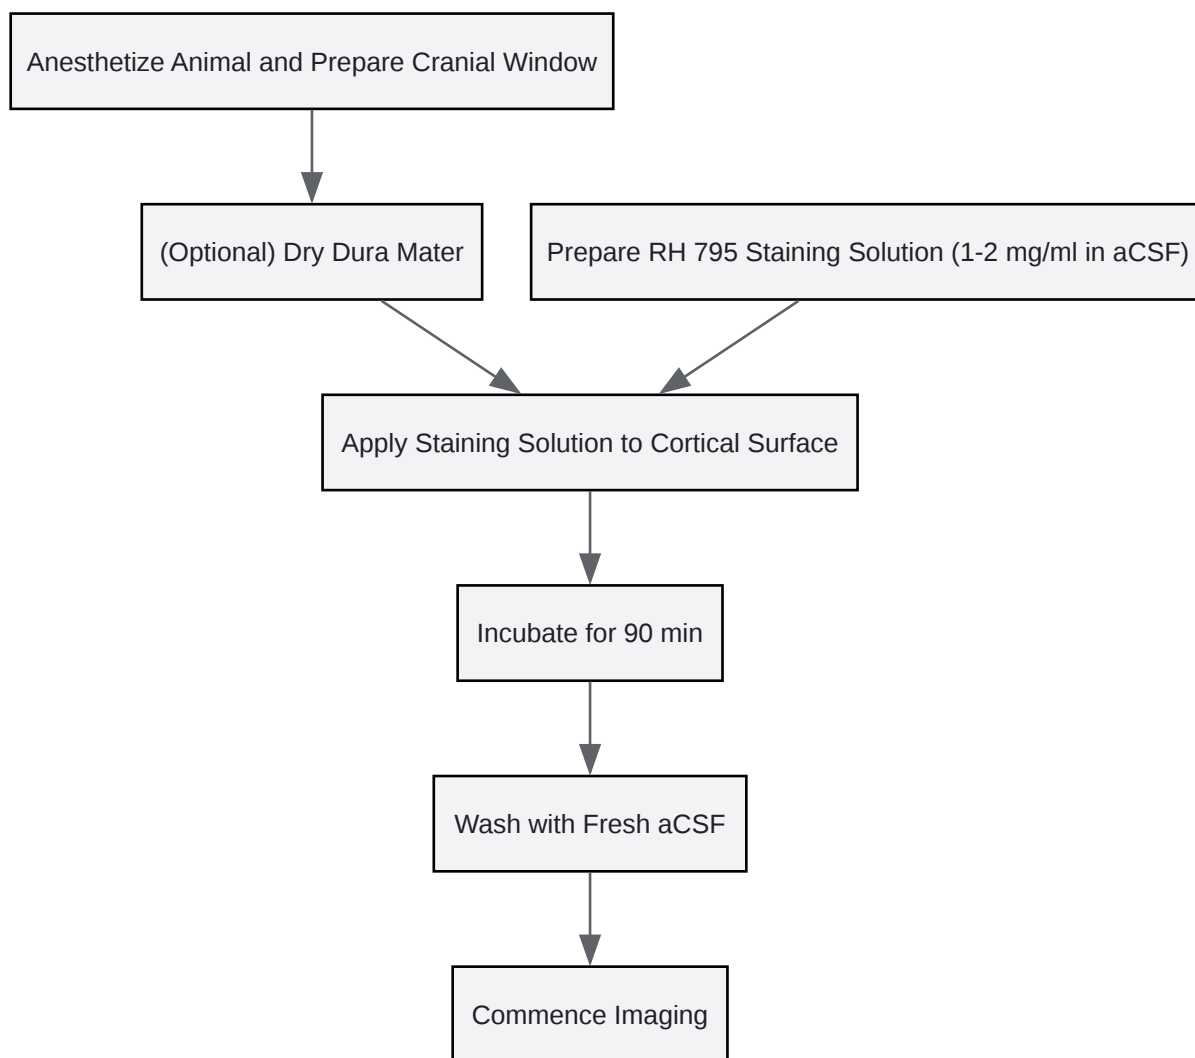 Anesthetize Animal and Prepare Cranial Window
(Optional) Dry Dura Mater
Prepare RH 795 Staining Solution (1-2 mg/ml in aCSF)
Apply Staining Solution to Cortical Surface
Incubate for 90 min
Wash with Fresh aCSF
Commence Imaging